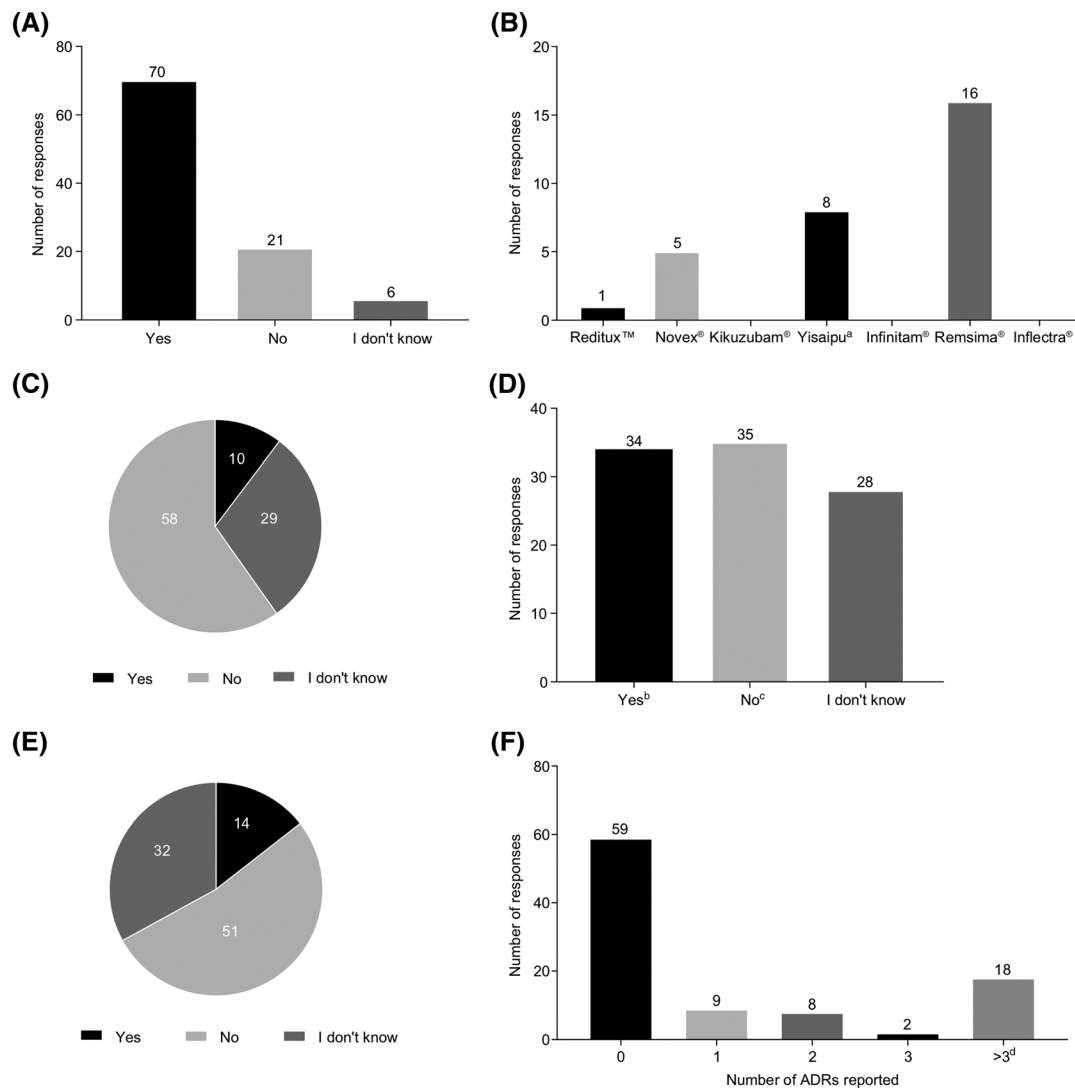 (A)
Number of responses
80
60
40
20
0
70
21
6
Yes No I don't know
(B)
Number of responses
20
15
10
5
0
1
5
8
16
Reditux™ Novex® Kikuzubam® Yisaipuᵃ Infinitam® Remsima® Inflectra®
(C)
10
29
58
Yes No I don't know
(D)
Number of responses
40
30
20
10
0
34
35
28
Yesᵇ Noᶜ I don't know
(E)
14
32
51
Yes No I don't know
(F)
Number of responses
80
60
40
20
0
59
9
8
2
18
0 1 2 3 >3ᵈ
Number of ADRs reported